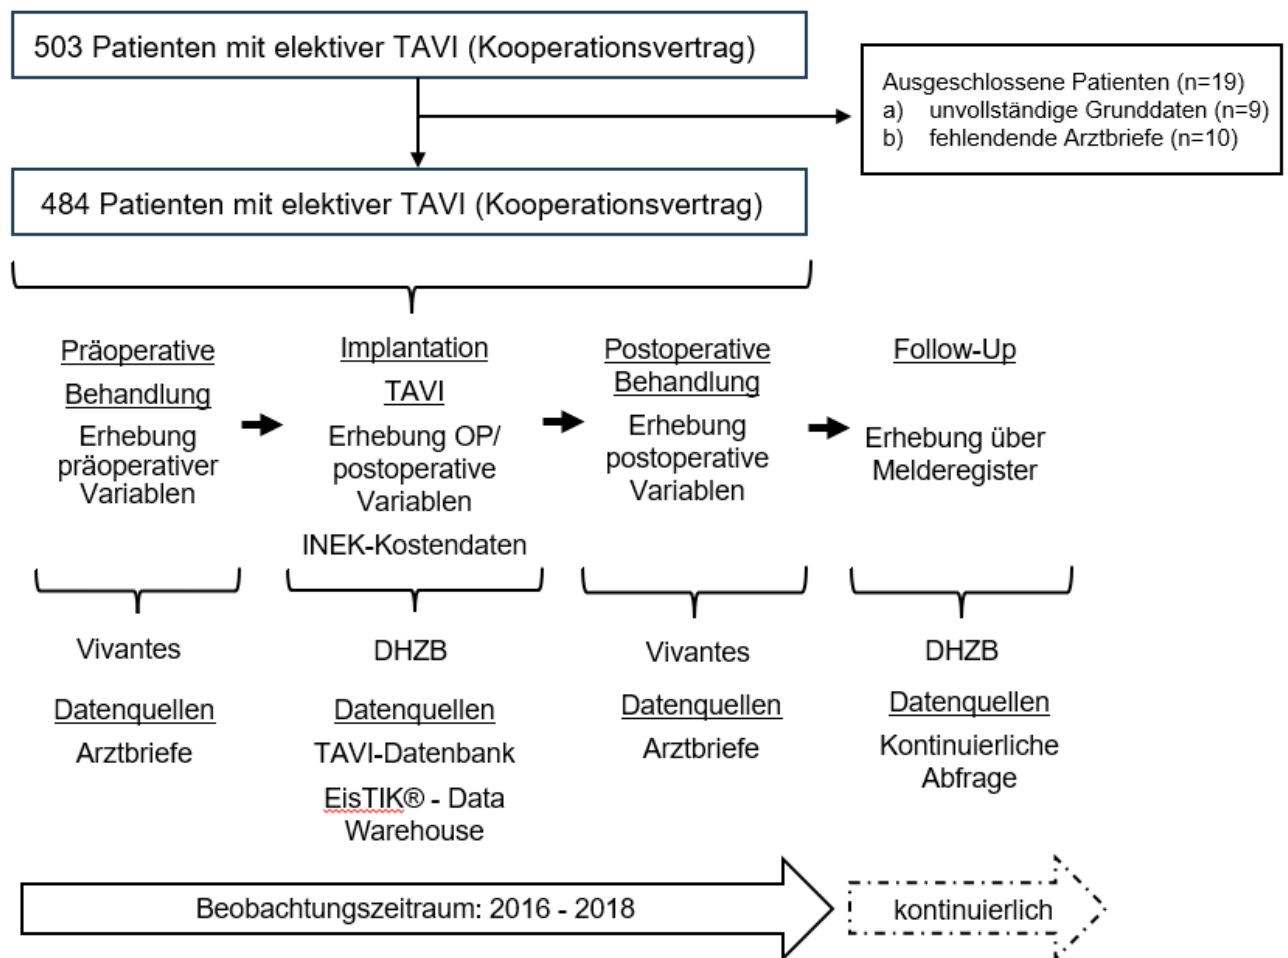 503 Patienten mit elektiver TAVI (Kooperationsvertrag)
Ausgeschlossene Patienten (n=19)
a) unvollständige Grunddaten (n=9)
b) fehlendende Arztbriefe (n=10)
484 Patienten mit elektiver TAVI (Kooperationsvertrag)
Präoperative
Behandlung
Erhebung
präoperativer
Variablen
Implantation
TAVI
Erhebung OP/
postoperative
Variablen
INEK-Kostendaten
Postoperative
Behandlung
Erhebung
postoperative
Variablen
Follow-Up
Erhebung über
Melderegister
Vivantes
Datenquellen
Arztbriefe
DHZB
Datenquellen
TAVI-Datenbank
EisTIK® - Data
Warehouse
Vivantes
Datenquellen
Arztbriefe
DHZB
Datenquellen
Kontinuierliche
Abfrage
Beobachtungszeitraum: 2016 - 2018
kontinuierlich